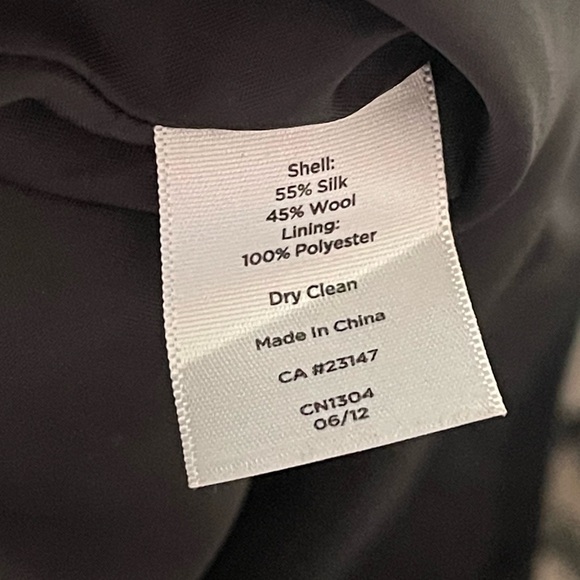 Shell:
55% Silk
45% Wool
Lining:
100% Polyester
Dry Clean
Made In China
CA #23147
CN1304
06/12